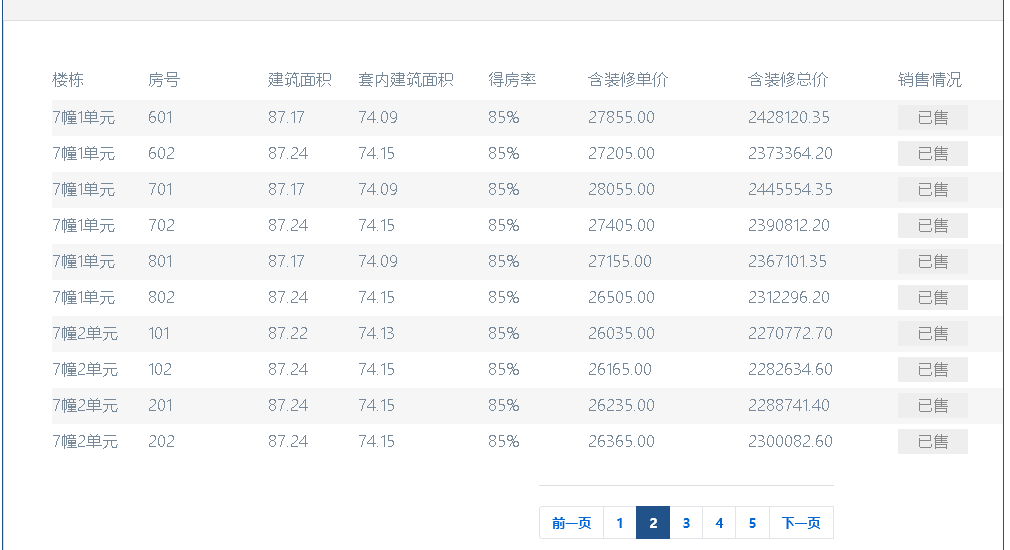 楼栋 房号 建筑面积 套内建筑面积 得房率 含装修单价 含装修总价 销售情况
7幢1单元 601 87.17 74.09 85% 27855.00 2428120.35 已售
7幢1单元 602 87.24 74.15 85% 27205.00 2373364.20 已售
7幢1单元 701 87.17 74.09 85% 28055.00 2445554.35 已售
7幢1单元 702 87.24 74.15 85% 27405.00 2390812.20 已售
7幢1单元 801 87.17 74.09 85% 27155.00 2367101.35 已售
7幢1单元 802 87.24 74.15 85% 26505.00 2312296.20 已售
7幢2单元 101 87.22 74.13 85% 26035.00 2270772.70 已售
7幢2单元 102 87.24 74.15 85% 26165.00 2282634.60 已售
7幢2单元 201 87.24 74.15 85% 26235.00 2288741.40 已售
7幢2单元 202 87.24 74.15 85% 26365.00 2300082.60 已售
前一页 1 2 3 4 5 下一页